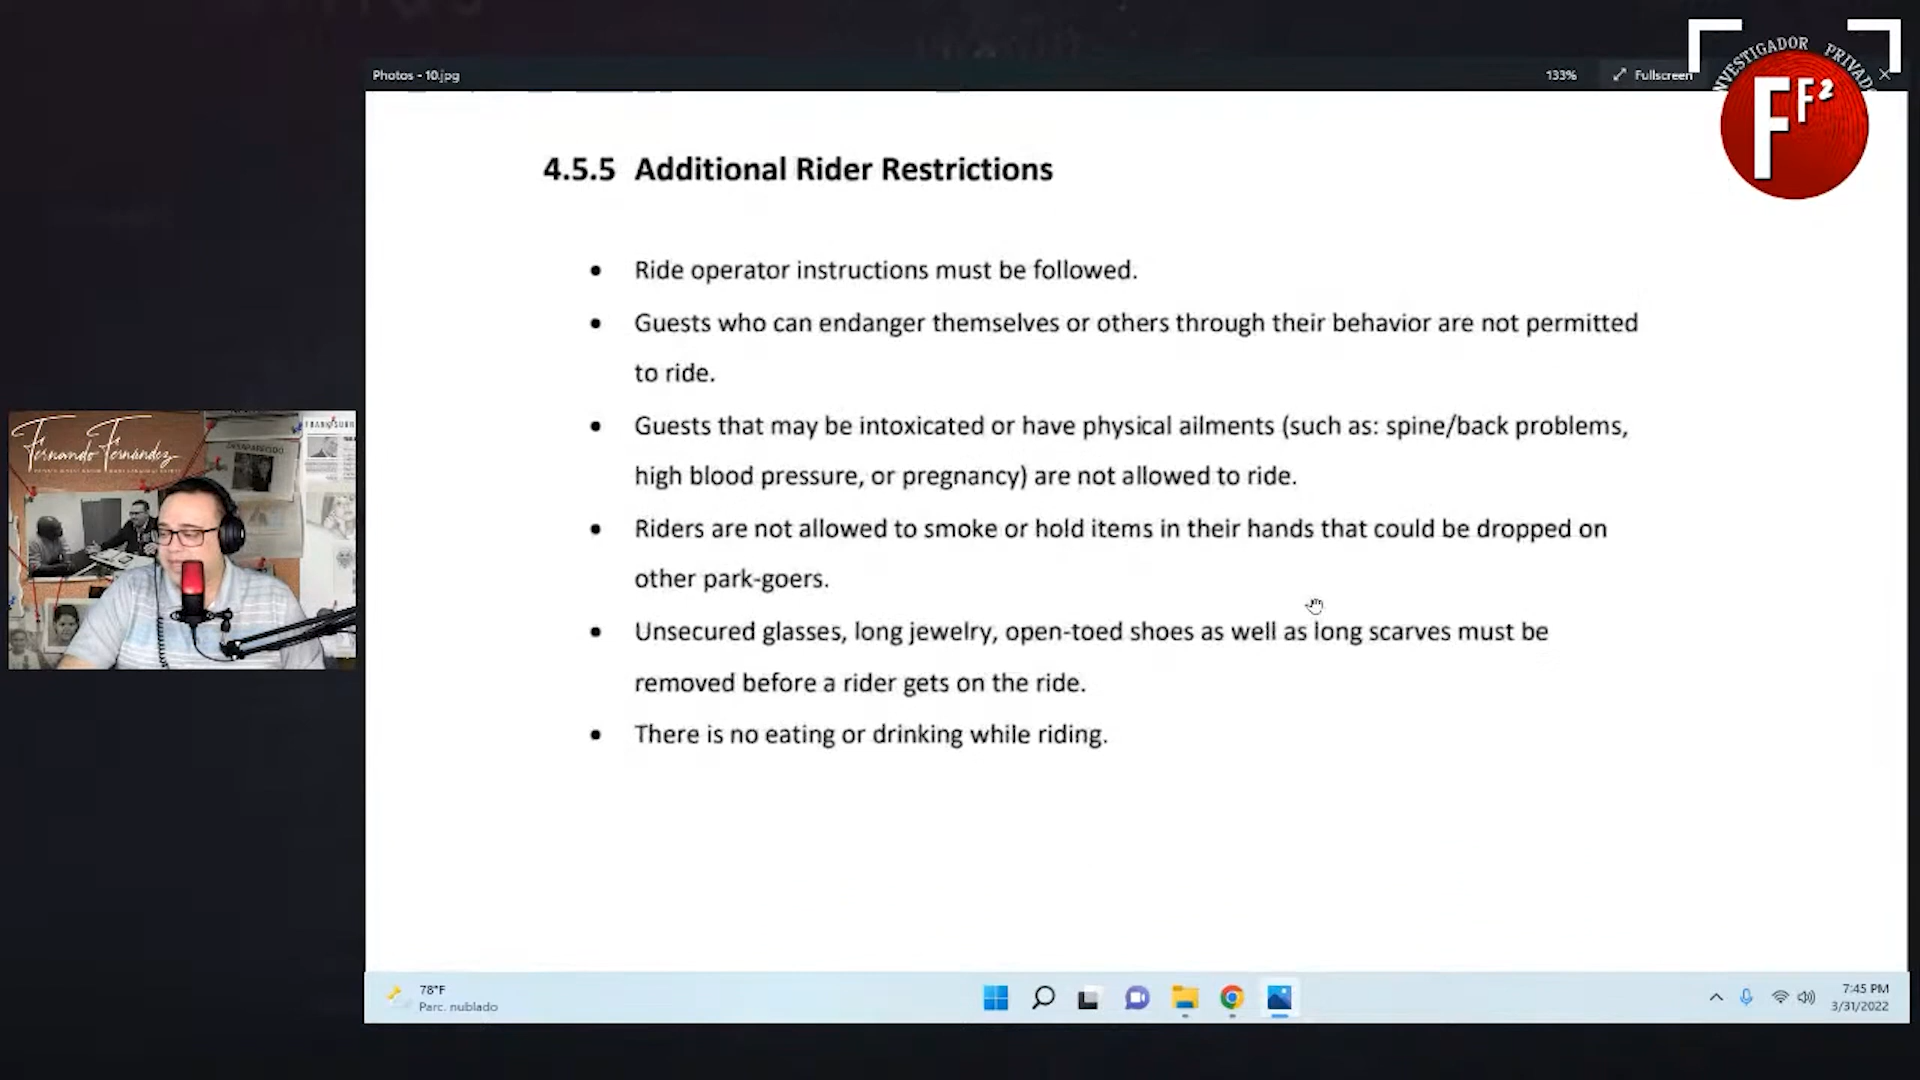 INVESTIGADOR PRIVADO
FF²
Photos - 10.jpg
133%
Fullscreen
4.5.5 Additional Rider Restrictions
• Ride operator instructions must be followed.
• Guests who can endanger themselves or others through their behavior are not permitted
to ride.
• Guests that may be intoxicated or have physical ailments (such as: spine/back problems,
high blood pressure, or pregnancy) are not allowed to ride.
• Riders are not allowed to smoke or hold items in their hands that could be dropped on
other park-goers.
• Unsecured glasses, long jewelry, open-toed shoes as well as long scarves must be
removed before a rider gets on the ride.
• There is no eating or drinking while riding.
Fernando Fernández
DESAPARECIDO
78°F
Parc. nublado
7:45 PM
3/31/2022